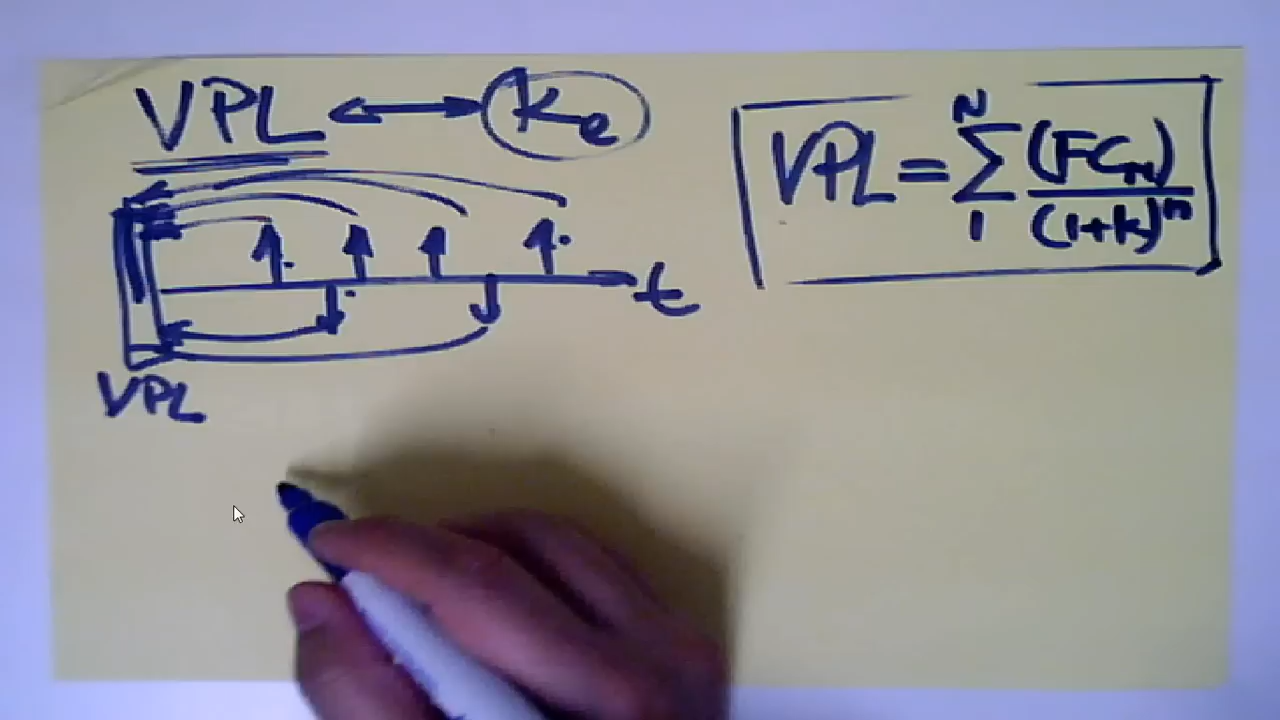 VPL ↔ Ke
VPL = N Σ 1 (FCn) / (1+k)^n
t
VPL